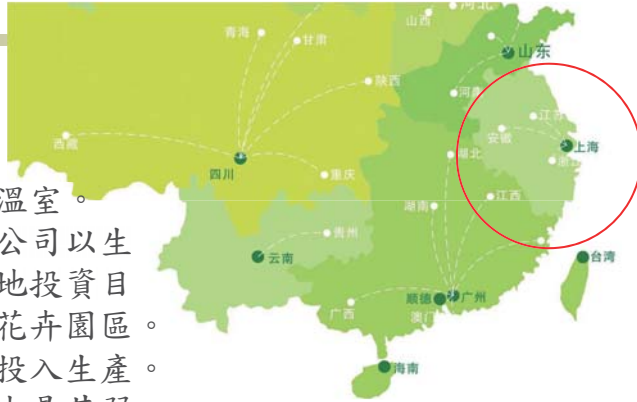 河北
山西
青海
甘肃
山东
陕西
河南
江苏
安徽
上海
西藏
四川
重庆
湖北
浙江
江西
湖南
贵州
云南
台湾
广西
顺德
广州
澳门
海南
溫室。
公司以生
地投資目
花卉園區。
投入生產。